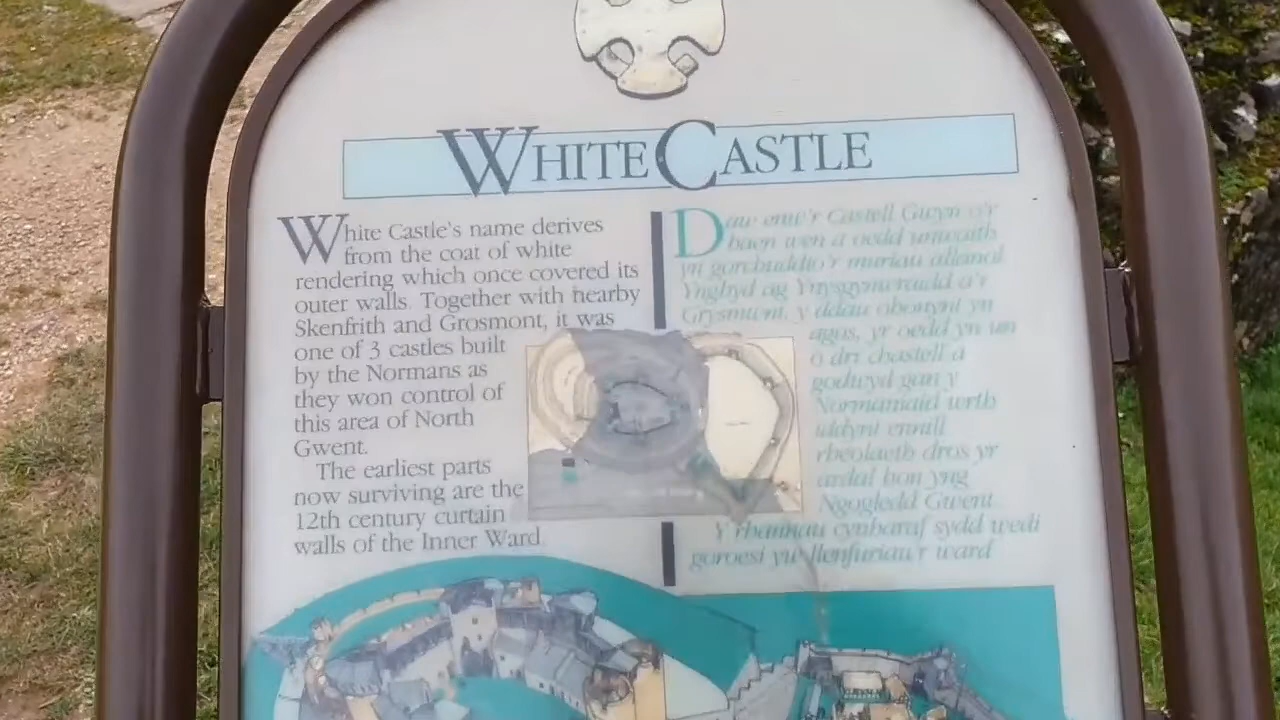 WHITE CASTLE
White Castle's name derives
from the coat of white
rendering which once covered its
outer walls. Together with nearby
Skenfrith and Grosmont, it was
one of 3 castles built
by the Normans as
they won control of
this area of North
Gwent.
The earliest parts
now surviving are the
12th century curtain
walls of the Inner Ward
Daw enw'r Castell Gwyn o'r
baen wen a oedd unwaith
yn gorchuddio'r muriau allanol
Ynghyd ag Ynysgynwraidd a'r
Grysmwnt, y ddau ohonynt yn
agos, yr oedd yn un
o dri chastell a
godwyd gan y
Normaniaid wrth
iddynt ennill
rheolaeth dros yr
ardal hon yng
Ngogledd Gwent.
Y rhannau cynharaf sydd wedi
goroesi yw llenfuriau'r ward